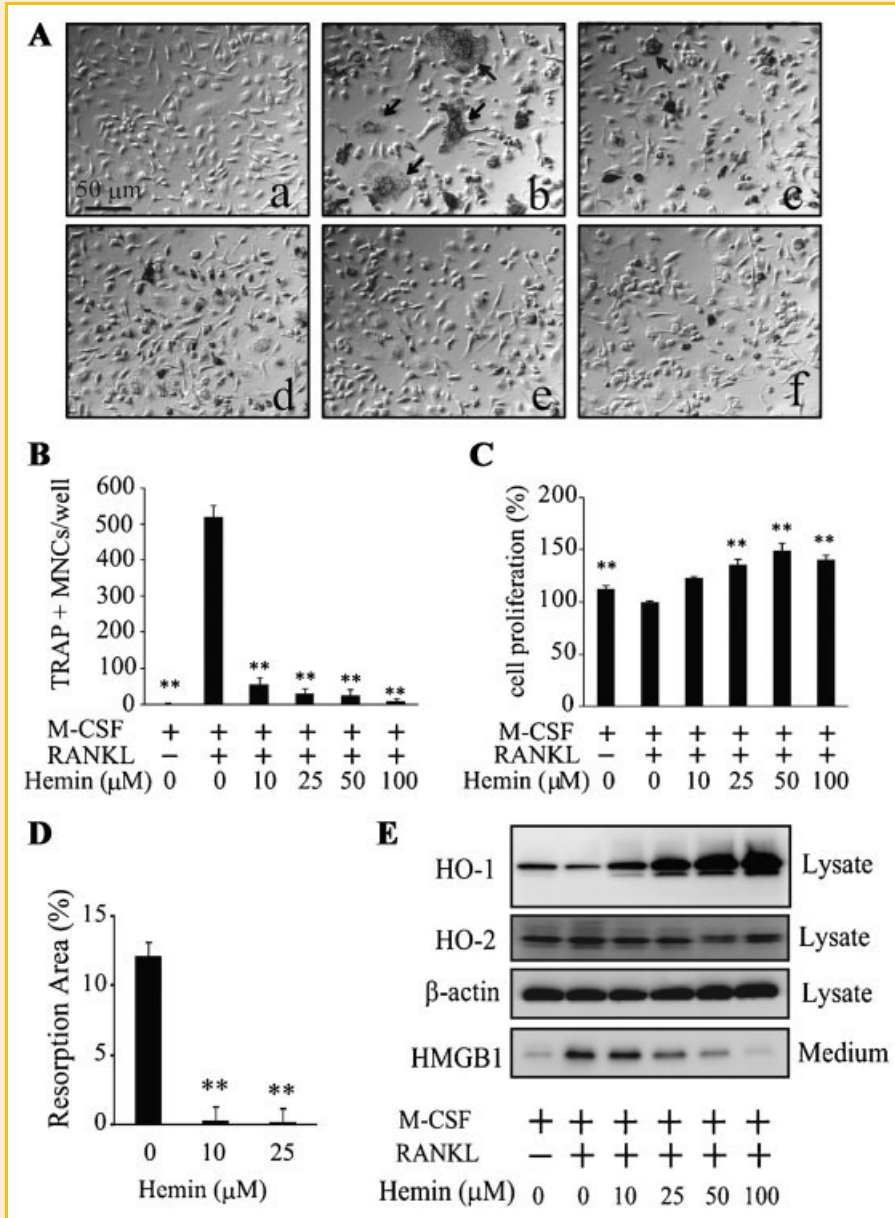 A
50 μm
a
b
c
d
e
f
B
TRAP + MNCs/well
600
500
400
300
200
100
0
** ** ** ** **
M-CSF + + + + + +
RANKL − + + + + +
Hemin (μM) 0 0 10 25 50 100
C
cell proliferation (%)
200
150
100
50
0
** ** ** **
M-CSF + + + + + +
RANKL − + + + + +
Hemin (μM) 0 0 10 25 50 100
D
Resorption Area (%)
15
10
5
0
** **
0 10 25
Hemin (μM)
E
HO-1 Lysate
HO-2 Lysate
β-actin Lysate
HMGB1 Medium
M-CSF + + + + + +
RANKL − + + + + +
Hemin (μM) 0 0 10 25 50 100